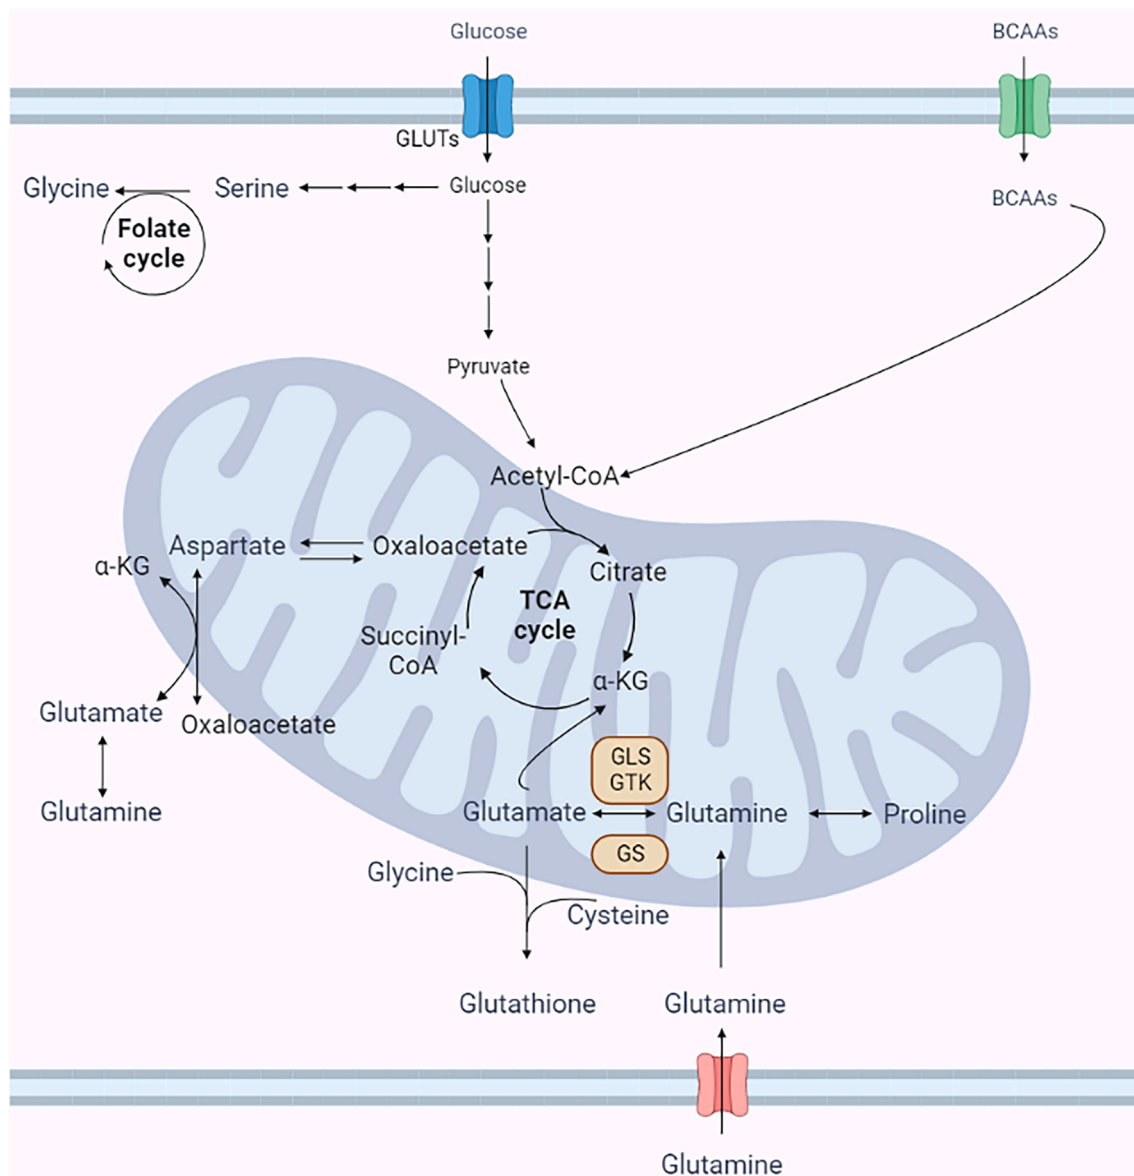 Glucose
BCAAs
GLUTs
Glycine
Serine
Glucose
BCAAs
Folate
cycle
Pyruvate
Acetyl-CoA
Aspartate
Oxaloacetate
α-KG
Citrate
TCA
cycle
Succinyl-
CoA
α-KG
Glutamate
Oxaloacetate
GLS
GTK
Glutamine
Glutamate
Glutamine
Proline
GS
Glycine
Cysteine
Glutathione
Glutamine
Glutamine